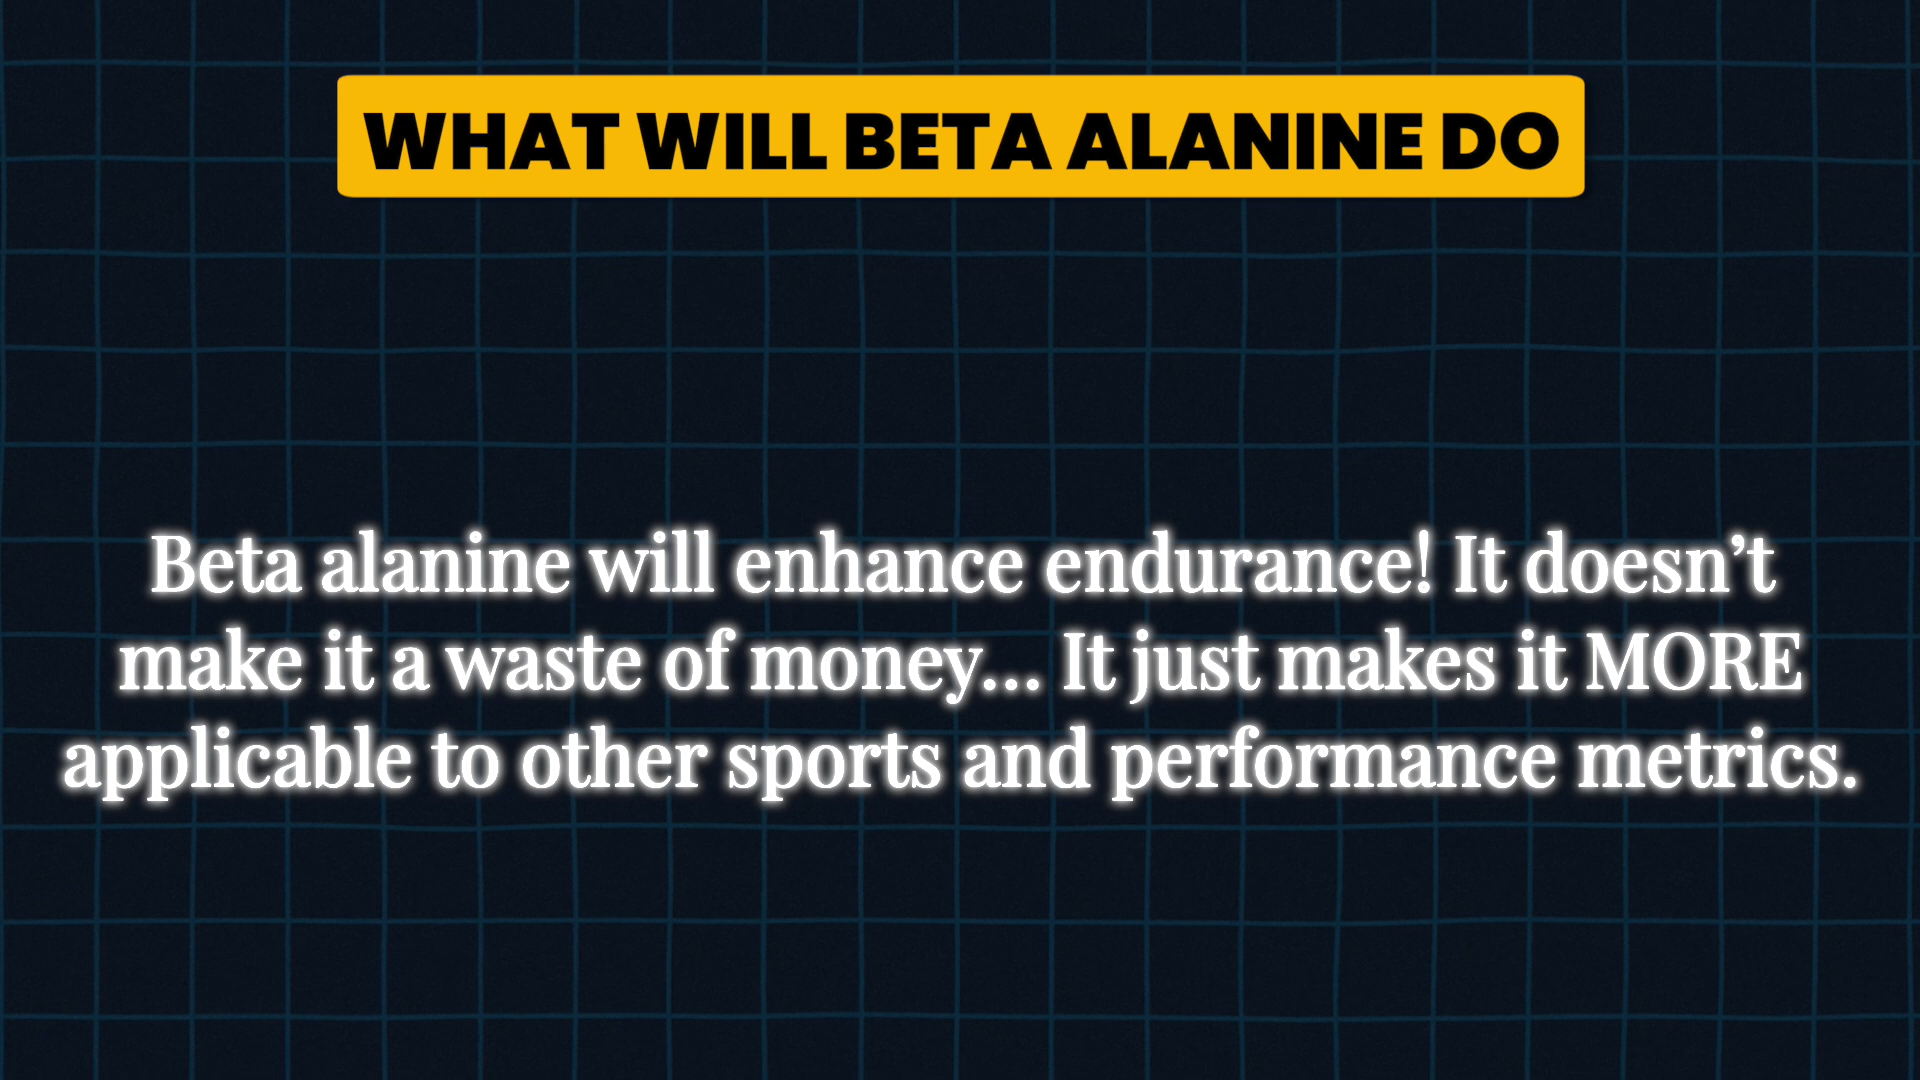 WHAT WILL BETA ALANINE DO
Beta alanine will enhance endurance! It doesn’t
make it a waste of money... It just makes it MORE
applicable to other sports and performance metrics.